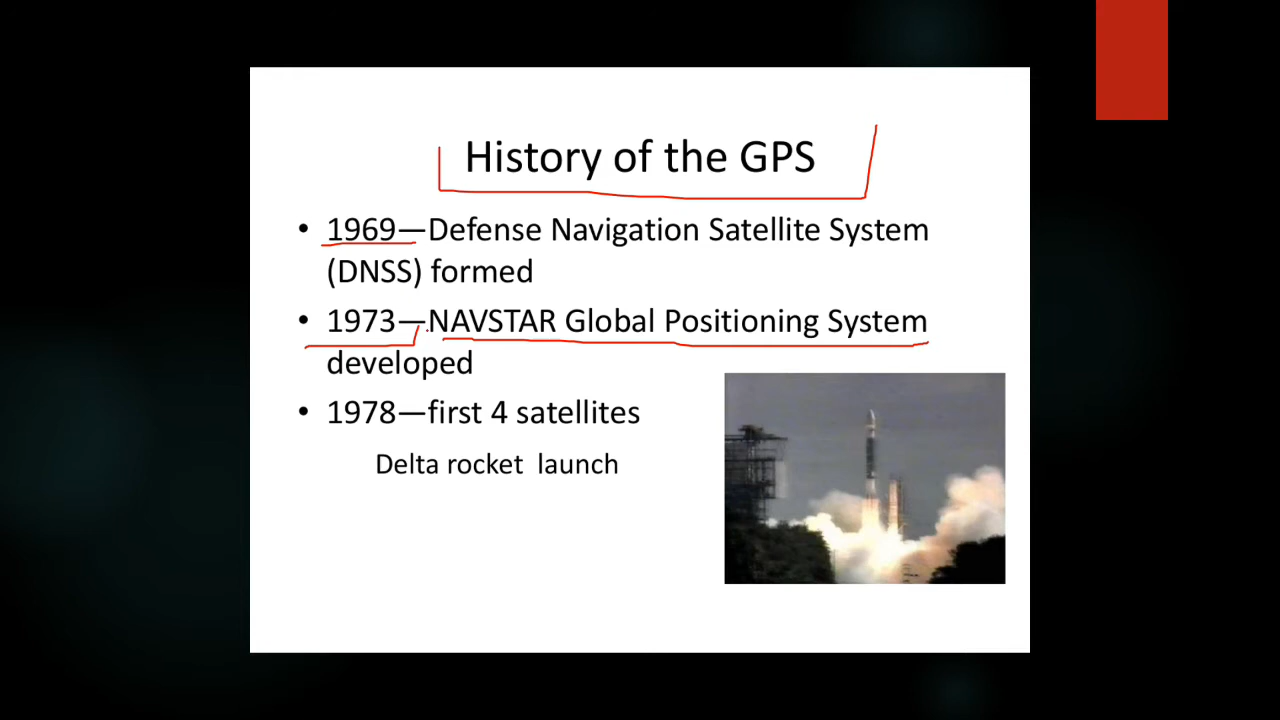 History of the GPS
• 1969—Defense Navigation Satellite System
(DNSS) formed
• 1973—NAVSTAR Global Positioning System
developed
• 1978—first 4 satellites
Delta rocket launch